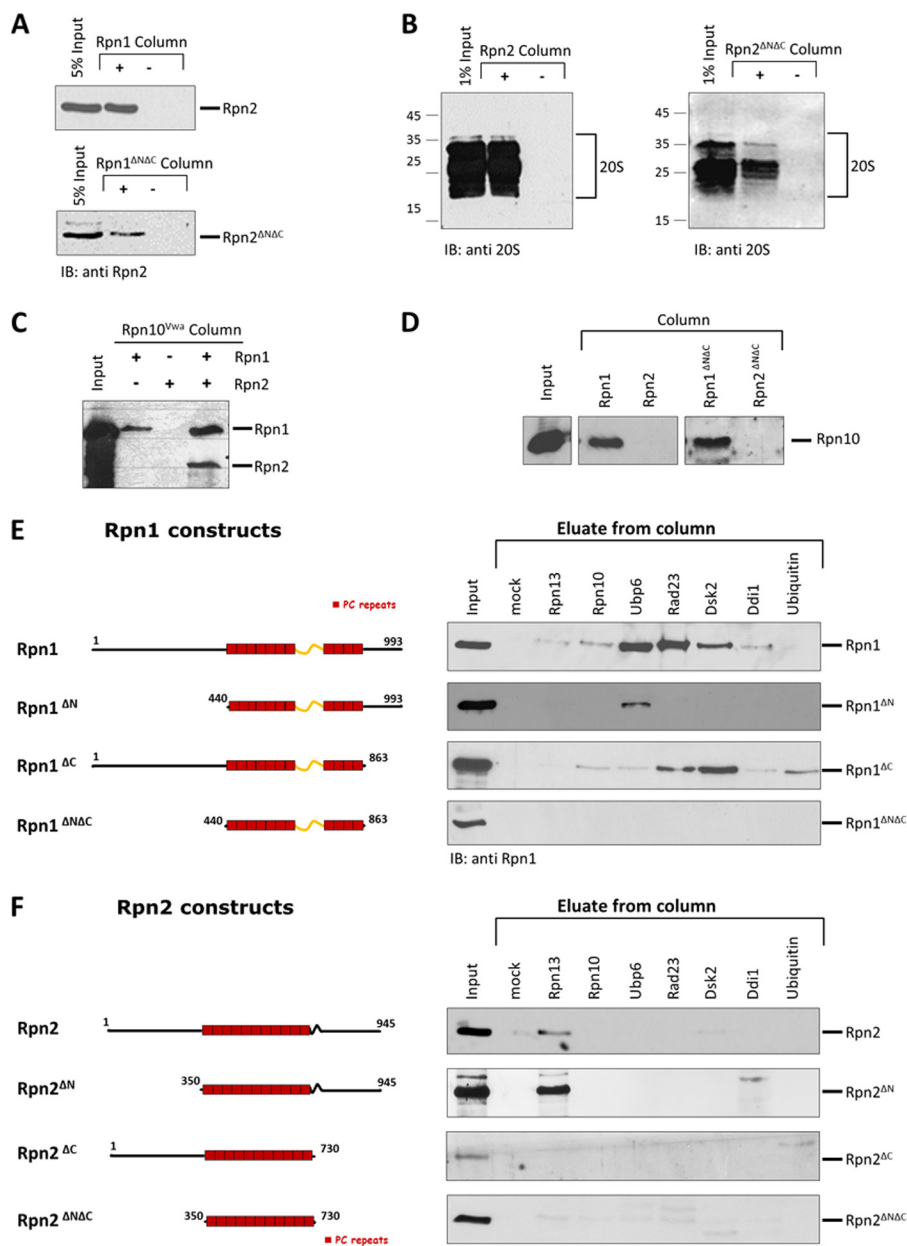 A
5% Input
Rpn1 Column
+ -
Rpn2
5% Input
Rpn1ΔNΔC Column
+ -
Rpn2ΔNΔC
IB: anti Rpn2
B
1% Input
Rpn2 Column
+ -
45
35
25
15
20S
IB: anti 20S
1% Input
Rpn2ΔNΔC Column
+ -
45
35
25
15
20S
IB: anti 20S
C
Rpn10Vwa Column
Input
+ - + Rpn1
- + + Rpn2
Rpn1
Rpn2
D
Column
Input Rpn1 Rpn2 Rpn1ΔNΔC Rpn2ΔNΔC
Rpn10
E
Rpn1 constructs
PC repeats
Rpn1 1 993
Rpn1ΔN 440 993
Rpn1ΔC 1 863
Rpn1ΔNΔC 440 863
Eluate from column
Input mock Rpn13 Rpn10 Ubp6 Rad23 Dsk2 Ddi1 Ubiquitin
Rpn1
Rpn1ΔN
Rpn1ΔC
Rpn1ΔNΔC
IB: anti Rpn1
F
Rpn2 constructs
Rpn2 1 945
Rpn2ΔN 350 945
Rpn2ΔC 1 730
Rpn2ΔNΔC 350 730
PC repeats
Eluate from column
Input mock Rpn13 Rpn10 Ubp6 Rad23 Dsk2 Ddi1 Ubiquitin
Rpn2
Rpn2ΔN
Rpn2ΔC
Rpn2ΔNΔC